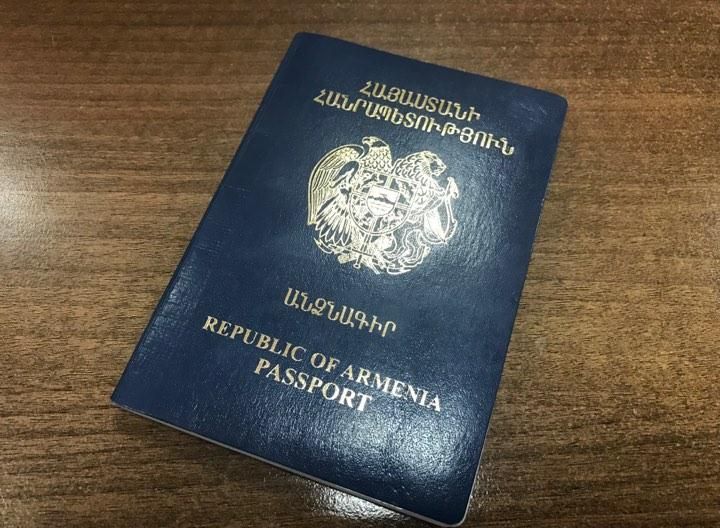 ՀԱՅԱՍՏԱՆԻ
ՀԱՆՐԱՊԵՏՈՒԹՅՈՒՆ
ԱՆՁՆԱԳԻՐ
REPUBLIC OF ARMENIA
PASSPORT